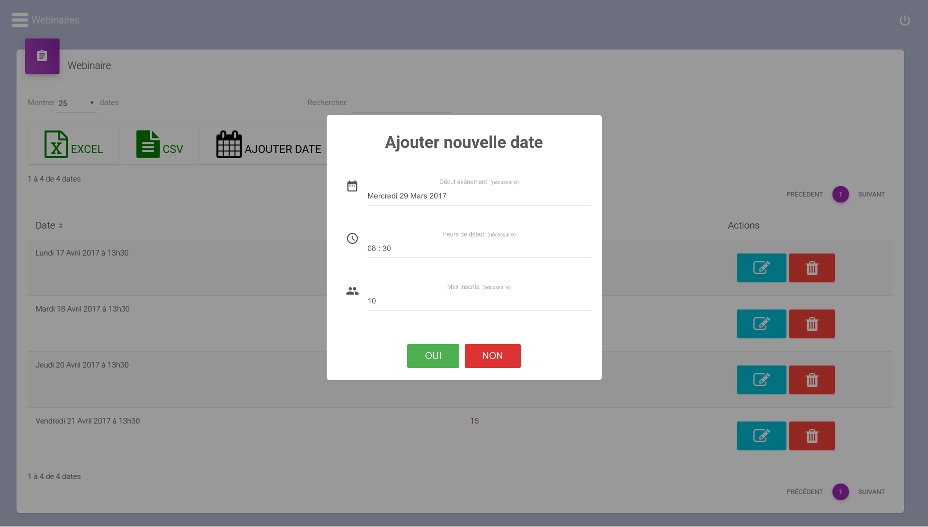 Webinaires
Webinaire
Montrer 25 dates
Rechercher:
EXCEL
CSV
AJOUTER DATE
1 à 4 de 4 dates
PRÉCÉDENT 1 SUIVANT
Date
Actions
Lundi 17 Avril 2017 à 13h30
Mardi 18 Avril 2017 à 13h30
Jeudi 20 Avril 2017 à 13h30
Vendredi 21 Avril 2017 à 13h30 15
1 à 4 de 4 dates
PRÉCÉDENT 1 SUIVANT
Ajouter nouvelle date
Début événement (nécessaire)
Mercredi 29 Mars 2017
Heure de début (nécessaire)
08 : 30
Max inscrits (nécessaire)
10
OUI
NON